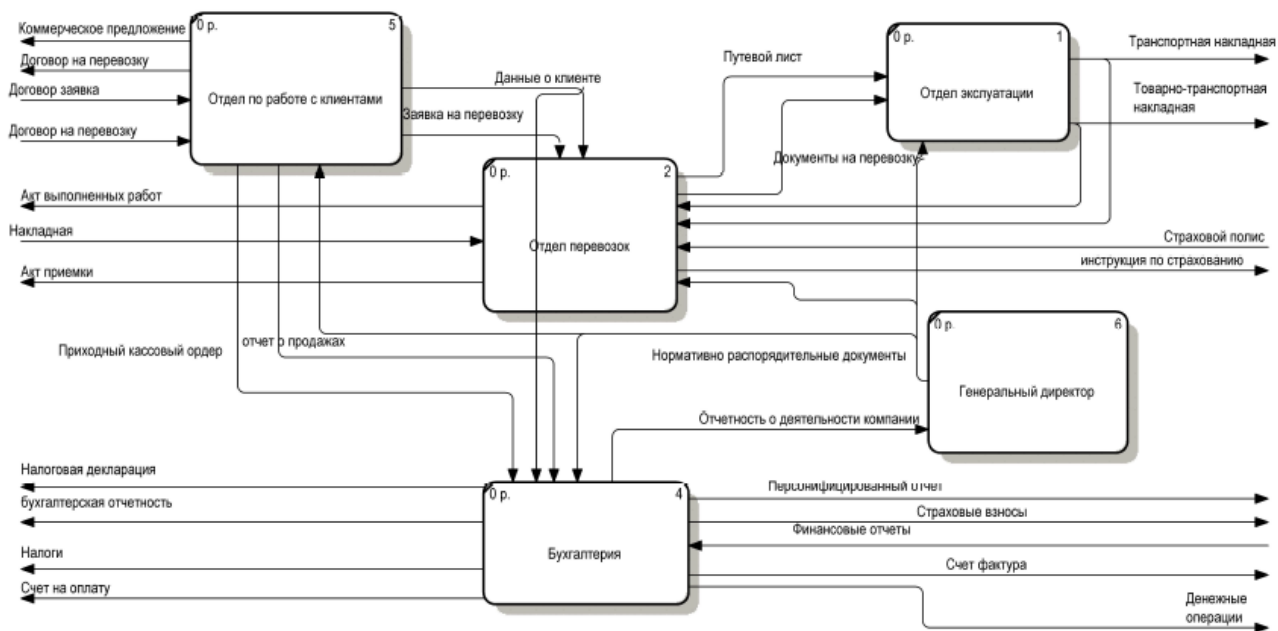 Коммерческое предложение
Договор на перевозку
Договор заявка
Договор на перевозку
0 р.
5
Отдел по работе с клиентами
Данные о клиенте
Заявка на перевозку
Путевой лист
0 р.
1
Отдел эксплуатации
Транспортная накладная
Товарно-транспортная
накладная
Документы на перевозку
Акт выполненных работ
Накладная
Акт приемки
0 р.
2
Отдел перевозок
Страховой полис
инструкция по страхованию
Приходный кассовый ордер
отчет о продажах
Нормативно распорядительные документы
0 р.
6
Генеральный директор
Отчетность о деятельности компании
Налоговая декларация
бухгалтерская отчетность
Налоги
Счет на оплату
0 р.
4
Бухгалтерия
Персонифицированный отчет
Страховые взносы
Финансовые отчеты
Счет фактура
Денежные
операции